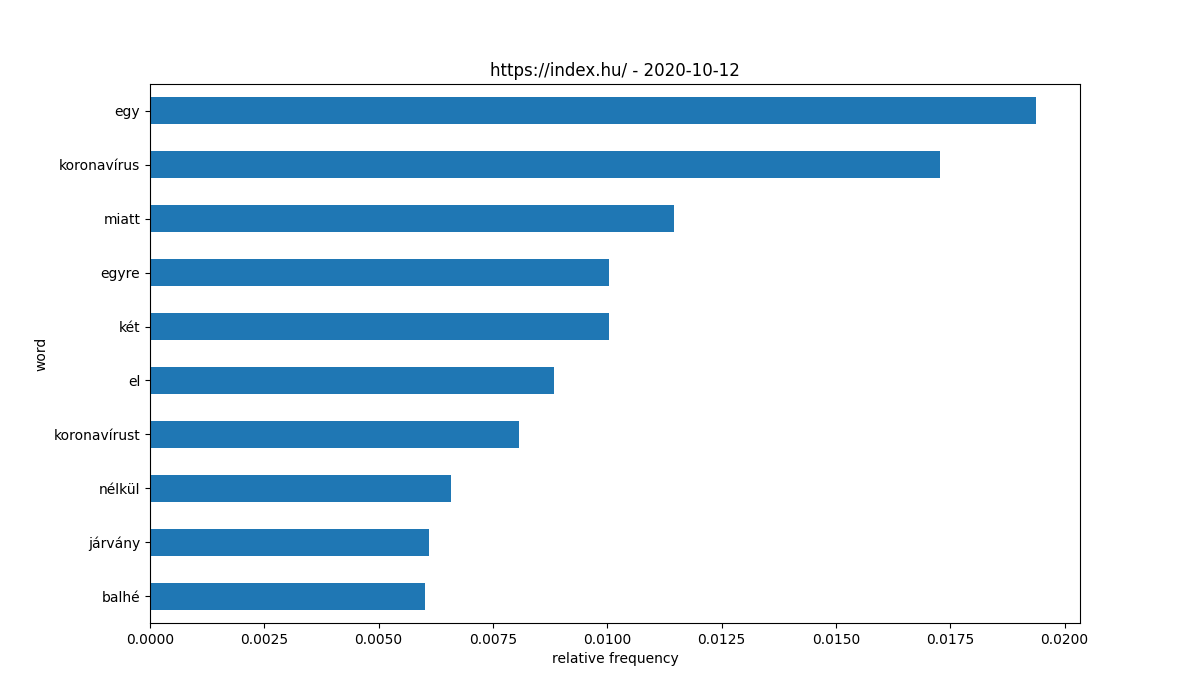 https://index.hu/ - 2020-10-12
egy
koronavírus
miatt
egyre
két
el
koronavírust
nélkül
járvány
balhé
word
0.0000 0.0025 0.0050 0.0075 0.0100 0.0125 0.0150 0.0175 0.0200
relative frequency